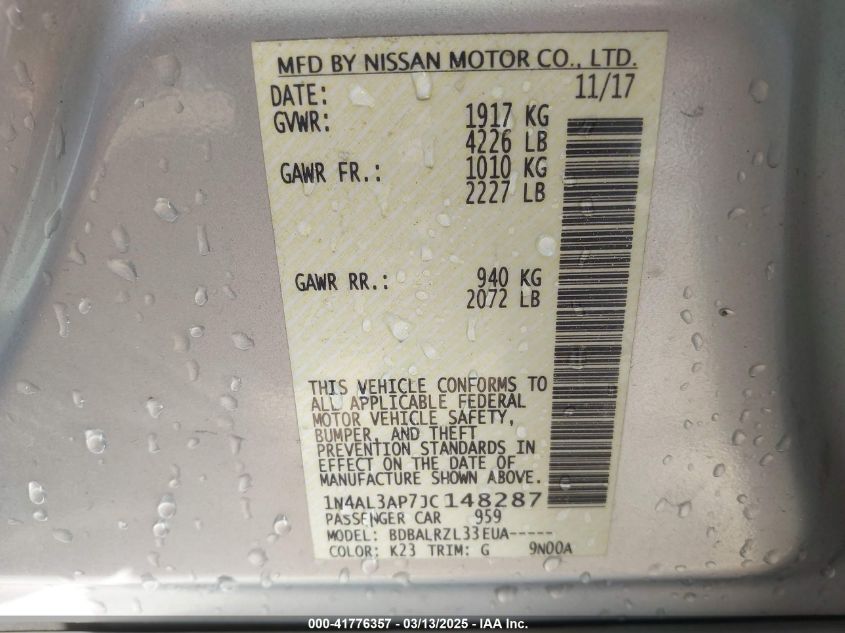 MFD BY NISSAN MOTOR CO., LTD.
DATE: 11/17
GVWR: 1917 KG
4226 LB
GAWR FR.: 1010 KG
2227 LB
GAWR RR.: 940 KG
2072 LB
THIS VEHICLE CONFORMS TO
ALL APPLICABLE FEDERAL
MOTOR VEHICLE SAFETY,
BUMPER, AND THEFT
PREVENTION STANDARDS IN
EFFECT ON THE DATE OF
MANUFACTURE SHOWN ABOVE.
1N4AL3AP7JC148287
PASSENGER CAR 959
MODEL: BDBALRZL33EUA-----
COLOR: K23 TRIM: G 9N00A
000-41776357 - 03/13/2025 - IAA Inc.